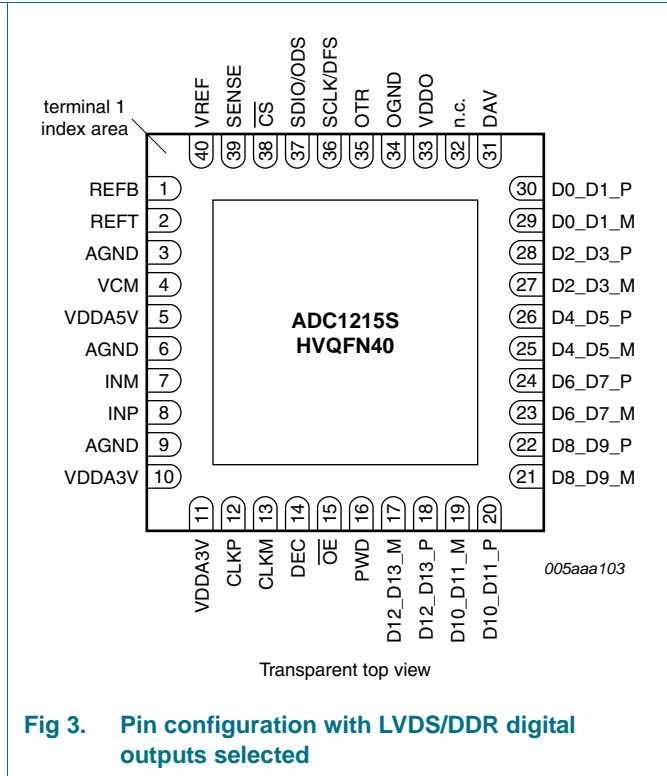 terminal 1
index area
VREF
SENSE
CS
SDIO/ODS
SCLK/DFS
OTR
OGND
VDDO
n.c.
DAV
40
39
38
37
36
35
34
33
32
31
REFB 1
REFT 2
AGND 3
VCM 4
VDDA5V 5
AGND 6
INM 7
INP 8
AGND 9
VDDA3V 10
ADC1215S
HVQFN40
30 D0_D1_P
29 D0_D1_M
28 D2_D3_P
27 D2_D3_M
26 D4_D5_P
25 D4_D5_M
24 D6_D7_P
23 D6_D7_M
22 D8_D9_P
21 D8_D9_M
11
12
13
14
15
16
17
18
19
20
VDDA3V
CLKP
CLKM
DEC
OE
PWD
D12_D13_M
D12_D13_P
D10_D11_M
D10_D11_P
005aaa103
Transparent top view
Fig 3. Pin configuration with LVDS/DDR digital
outputs selected